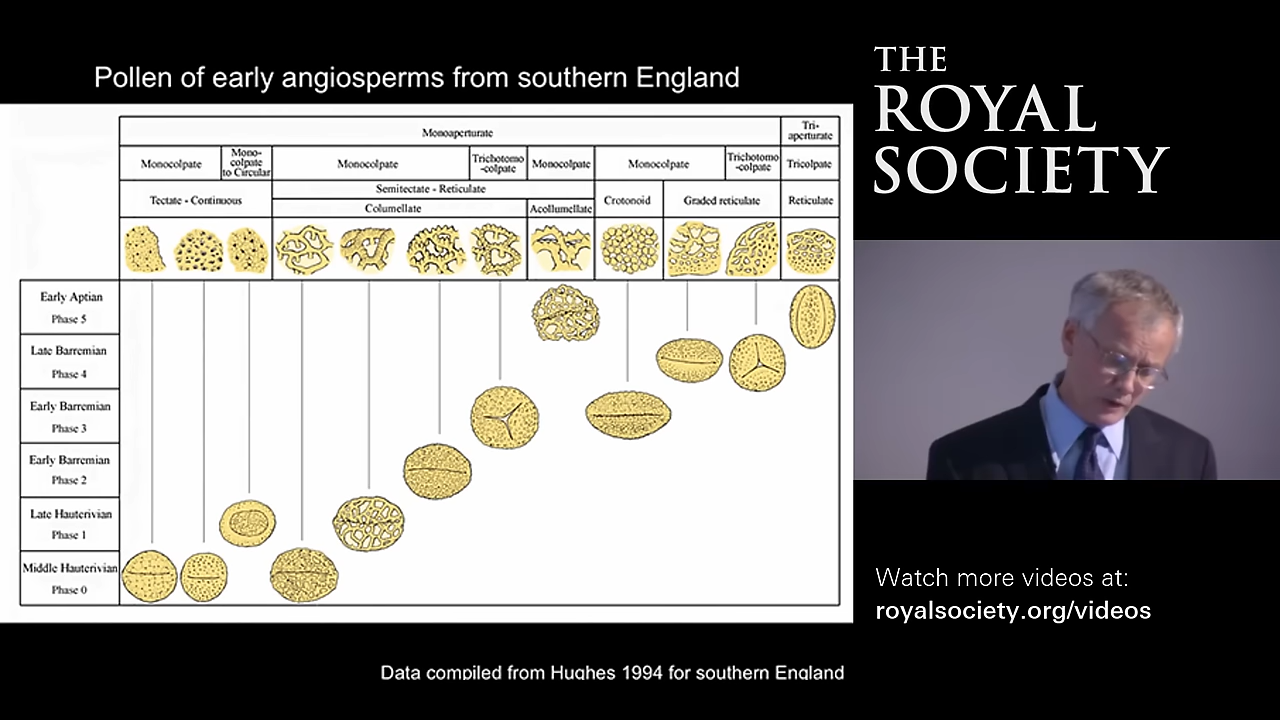 Pollen of early angiosperms from southern England
THE
ROYAL
SOCIETY
Monoaperturate
Tri-
aperturate
Monocolpate
Mono-
colpate
to Circular
Monocolpate
Trichotomo
-colpate
Monocolpate
Monocolpate
Trichotomo
-colpate
Tricolpate
Tectate - Continuous
Semitectate - Reticulate
Columellate
Acollumellate
Crotonoid
Graded reticulate
Reticulate
Early Aptian
Phase 5
Late Barremian
Phase 4
Early Barremian
Phase 3
Early Barremian
Phase 2
Late Hauterivian
Phase 1
Middle Hauterivian
Phase 0
Watch more videos at:
royalsociety.org/videos
Data compiled from Hughes 1994 for southern England